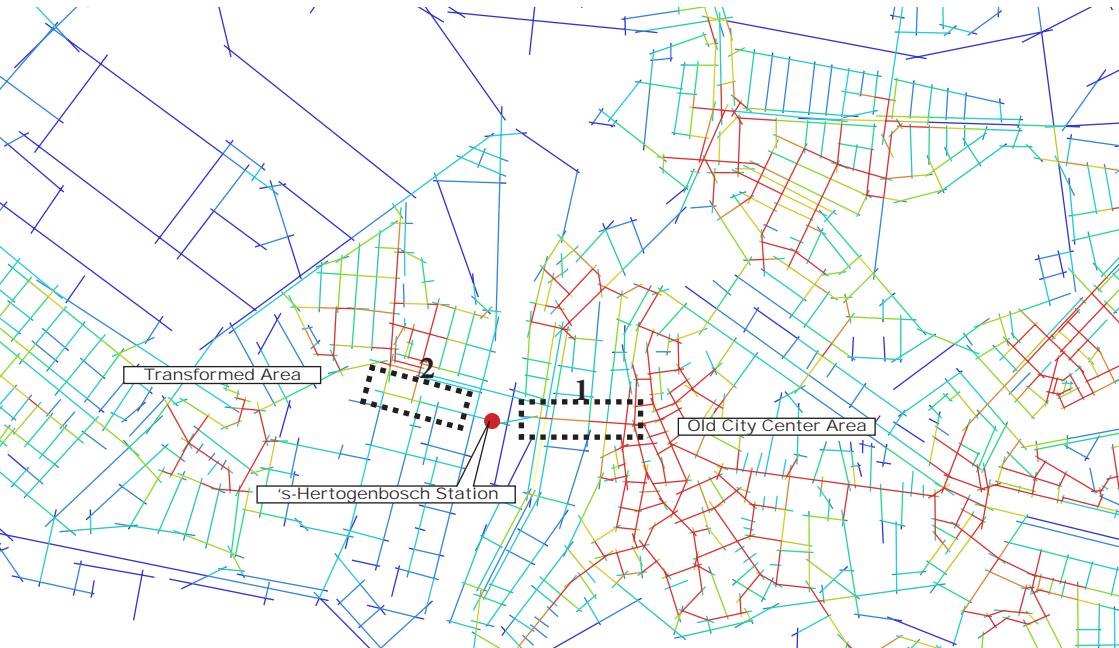 2
Transformed Area
1
Old City Center Area
's-Hertogenbosch Station